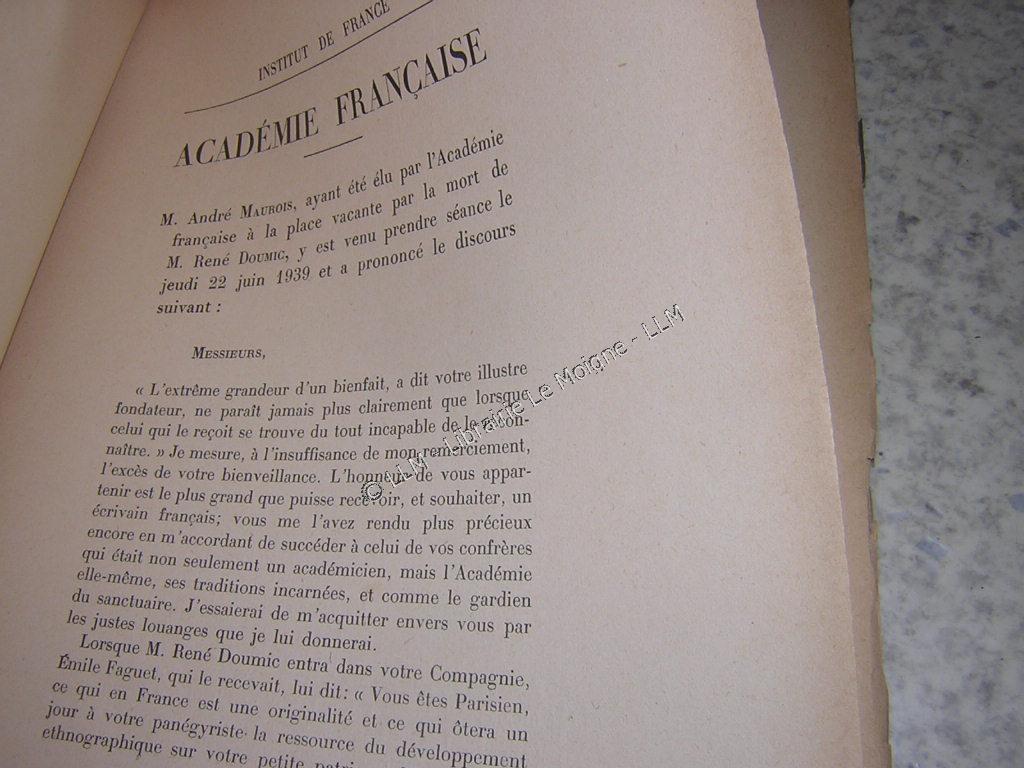 INSTITUT DE FRANCE
ACADÉMIE FRANÇAISE
M. André MAUROIS, ayant été élu par l'Académie
française à la place vacante par la mort de
M. René DOUMIC, y est venu prendre séance le
jeudi 22 juin 1939 et a prononcé le discours
suivant :
MESSIEURS,
« L'extrême grandeur d'un bienfait, a dit votre illustre
fondateur, ne paraît jamais plus clairement que lorsque
celui qui le reçoit se trouve du tout incapable de le recon-
naître. » Je mesure, à l'insuffisance de mon remerciement,
l'excès de votre bienveillance. L'honneur de vous appar-
tenir est le plus grand que puisse recevoir, et souhaiter, un
écrivain français; vous me l'avez rendu plus précieux
encore en m'accordant de succéder à celui de vos confrères
qui était non seulement un académicien, mais l'Académie
elle-même, ses traditions incarnées, et comme le gardien
du sanctuaire. J'essaierai de m'acquitter envers vous par
les justes louanges que je lui donnerai.
Lorsque M. René Doumic entra dans votre Compagnie,
Émile Faguet, qui le recevait, lui dit: « Vous êtes Parisien,
ce qui en France est une originalité et ce qui ôtera un
jour à votre panégyriste la ressource du développement
ethnographique sur votre petite
© LLM - Librairie Le Moigne - LLM